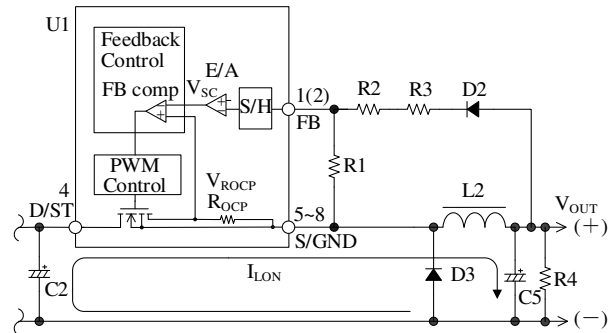 U1
Feedback
Control
FB comp
E/A
V_SC
S/H
1(2)
FB
R2
R3
D2
R1
PWM
Control
4
D/ST
V_ROCP
R_OCP
5~8
S/GND
L2
V_OUT
(+)
C2
I_LON
D3
C5
R4
(−)